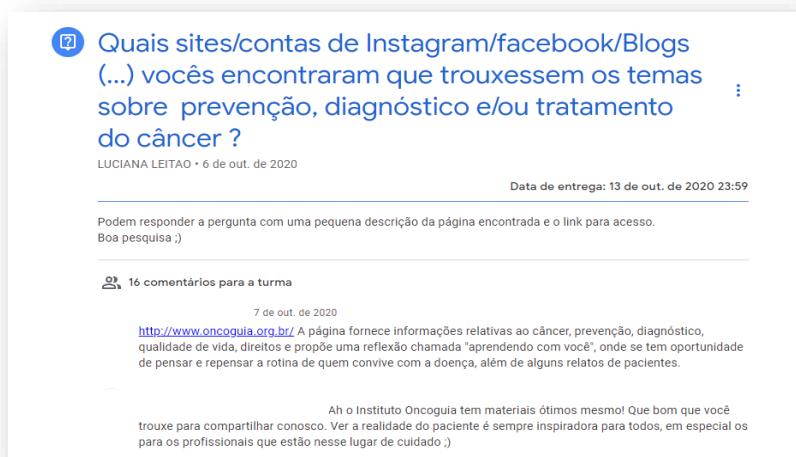 Quais sites/contas de Instagram/facebook/Blogs
(...) vocês encontraram que trouxessem os temas
sobre prevenção, diagnóstico e/ou tratamento
do câncer ?
LUCIANA LEITAO • 6 de out. de 2020
Data de entrega: 13 de out. de 2020 23:59
Podem responder a pergunta com uma pequena descrição da página encontrada e o link para acesso.
Boa pesquisa ;)
16 comentários para a turma
7 de out. de 2020
http://www.oncoguia.org.br/ A página fornece informações relativas ao câncer, prevenção, diagnóstico,
qualidade de vida, direitos e propõe uma reflexão chamada "aprendendo com você", onde se tem oportunidade
de pensar e repensar a rotina de quem convive com a doença, além de alguns relatos de pacientes.
Ah o Instituto Oncoguia tem materiais ótimos mesmo! Que bom que você
trouxe para compartilhar conosco. Ver a realidade do paciente é sempre inspiradora para todos, em especial os
para os profissionais que estão nesse lugar de cuidado ;)